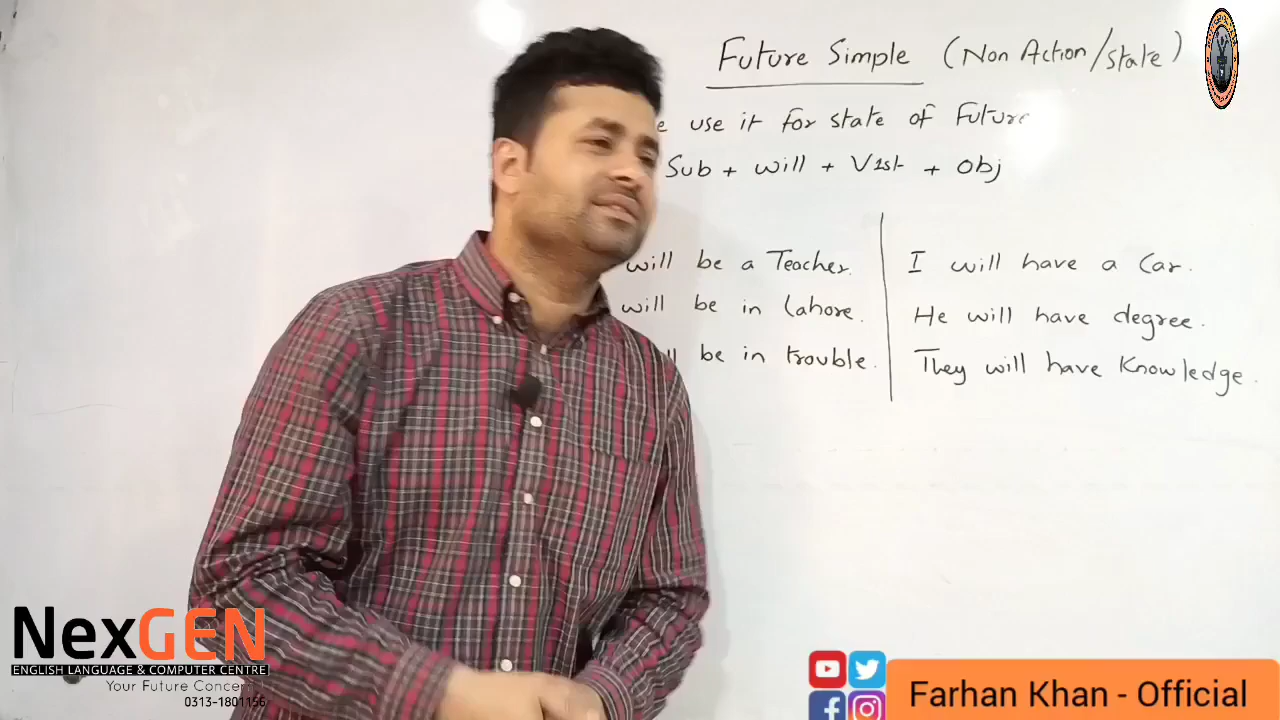 Future Simple (Non Action/state)
use it for state of Future
Sub + will + V1st + Obj
will be a Teacher.
will be in Lahore.
be in trouble.
I will have a Car.
He will have degree.
They will have Knowledge.
NexGEN
ENGLISH LANGUAGE & COMPUTER CENTRE
Your Future Concern
0313-1801156
Farhan Khan - Official